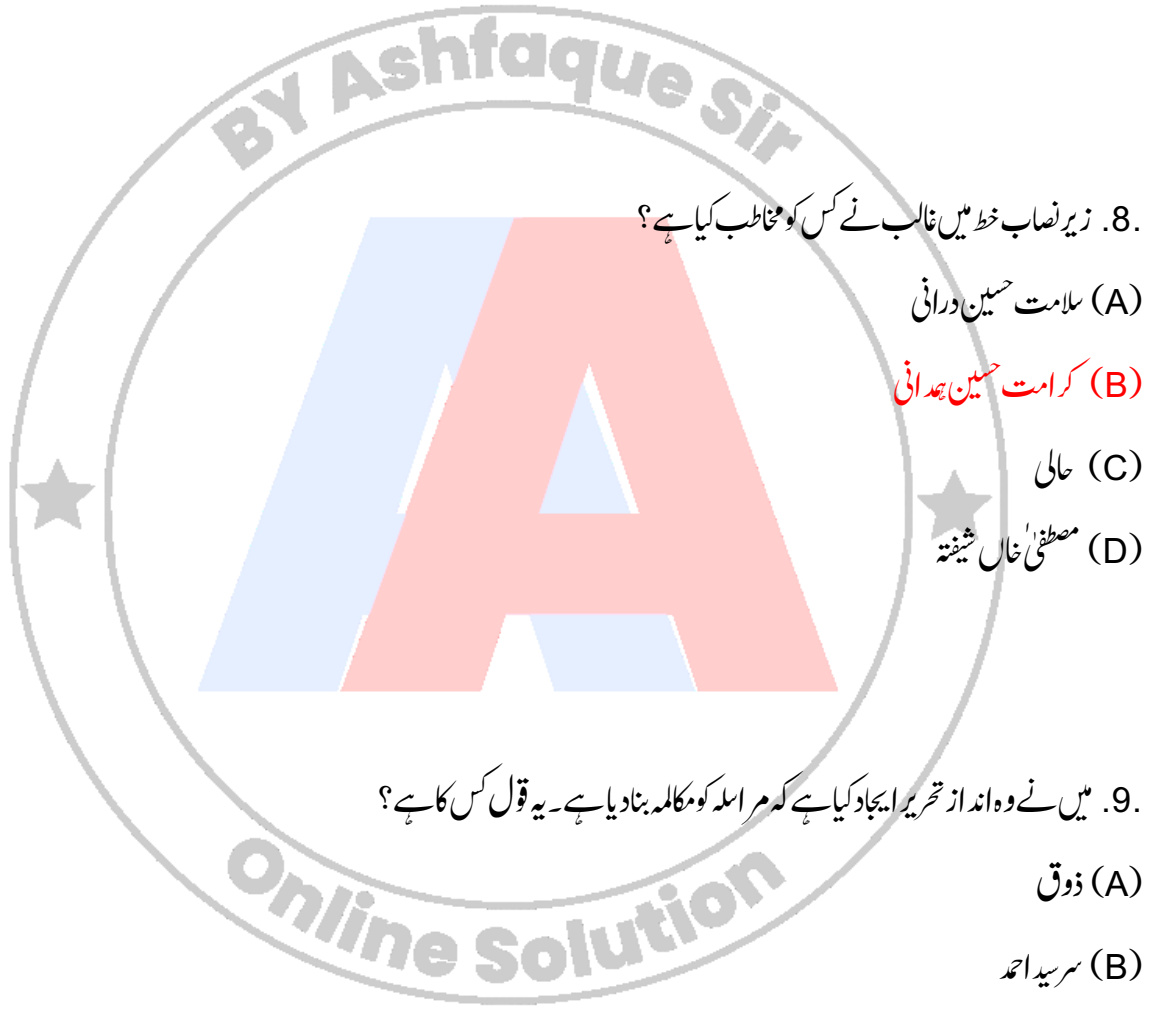 BY Ashfaque Sir
.8. زیر نصاب خط میں غالب نے کس کو مخاطب کیا ہے؟
(A) سلامت حسین درانی
(B) کرامت حسین ہمدانی
(C) حالی
(D) مصطفیٰ خاں شیفتہ
.9. میں نے وہ انداز تحریر ایجاد کیا ہے کہ مراسلہ کو مکالمہ بنا دیا ہے۔ یہ قول کس کا ہے؟
(A) ذوق
(B) سرسید احمد
Online Solution